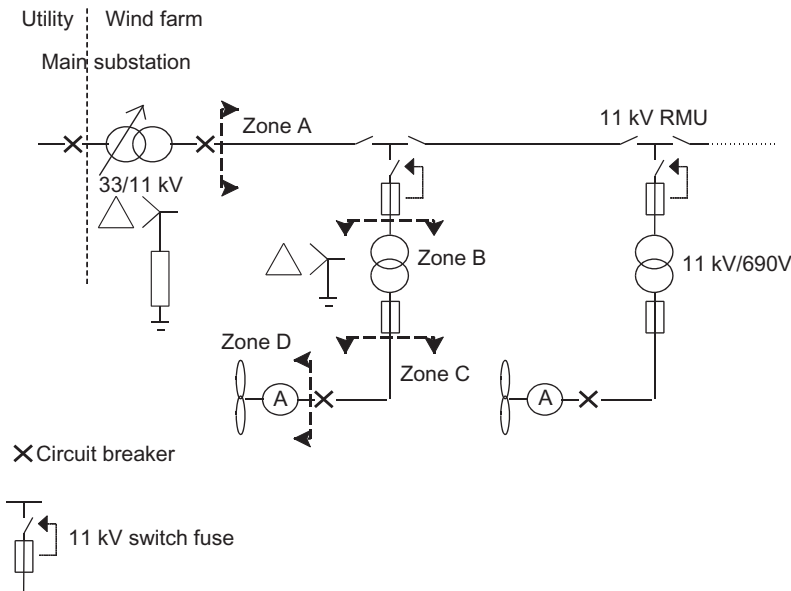 Utility Wind farm
Main substation
Zone A
11 kV RMU
33/11 kV
Zone B
11 kV/690V
Zone D
Zone C
A
A
Circuit breaker
11 kV switch fuse